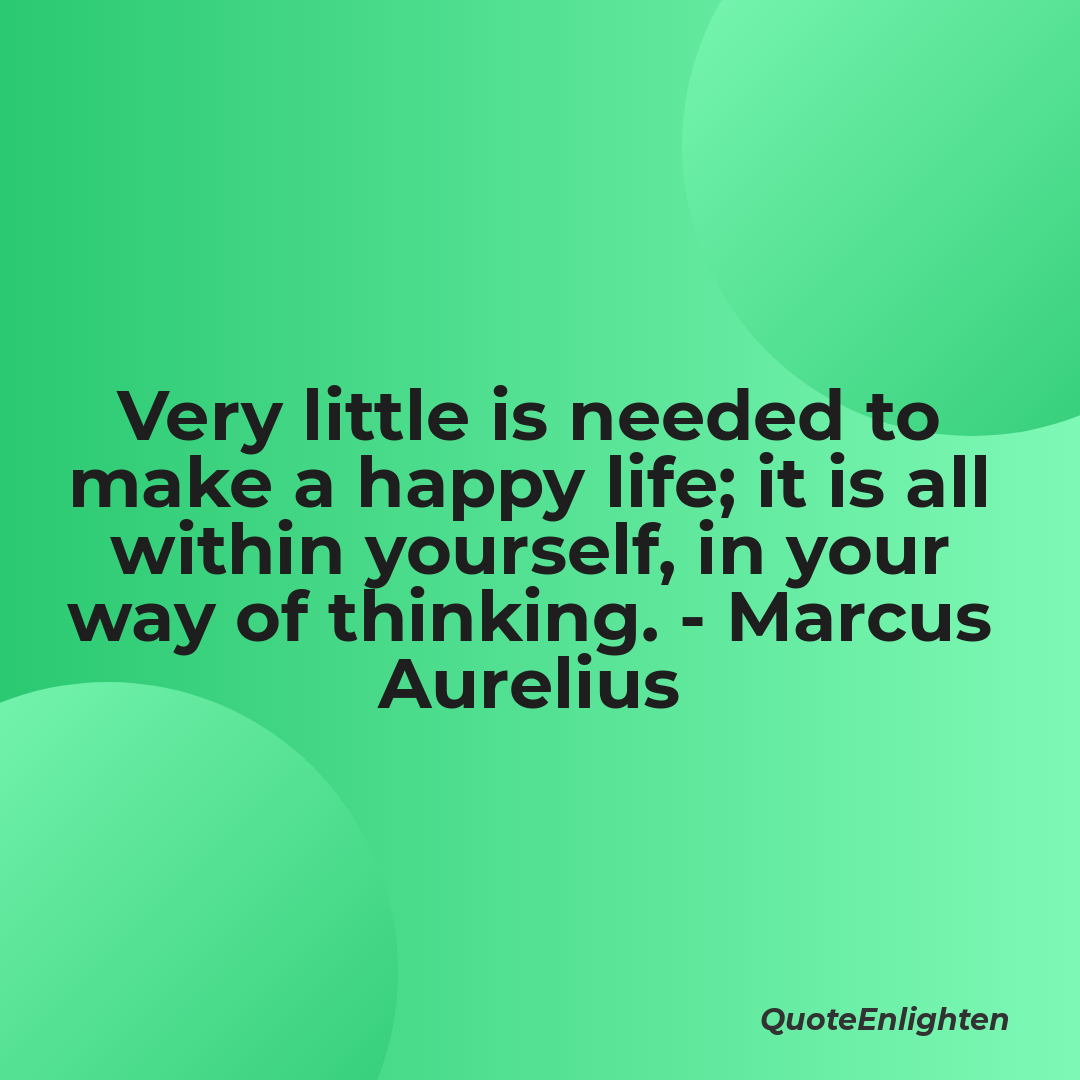 Very little is needed to
make a happy life; it is all
within yourself, in your
way of thinking. - Marcus
Aurelius
QuoteEnlighten